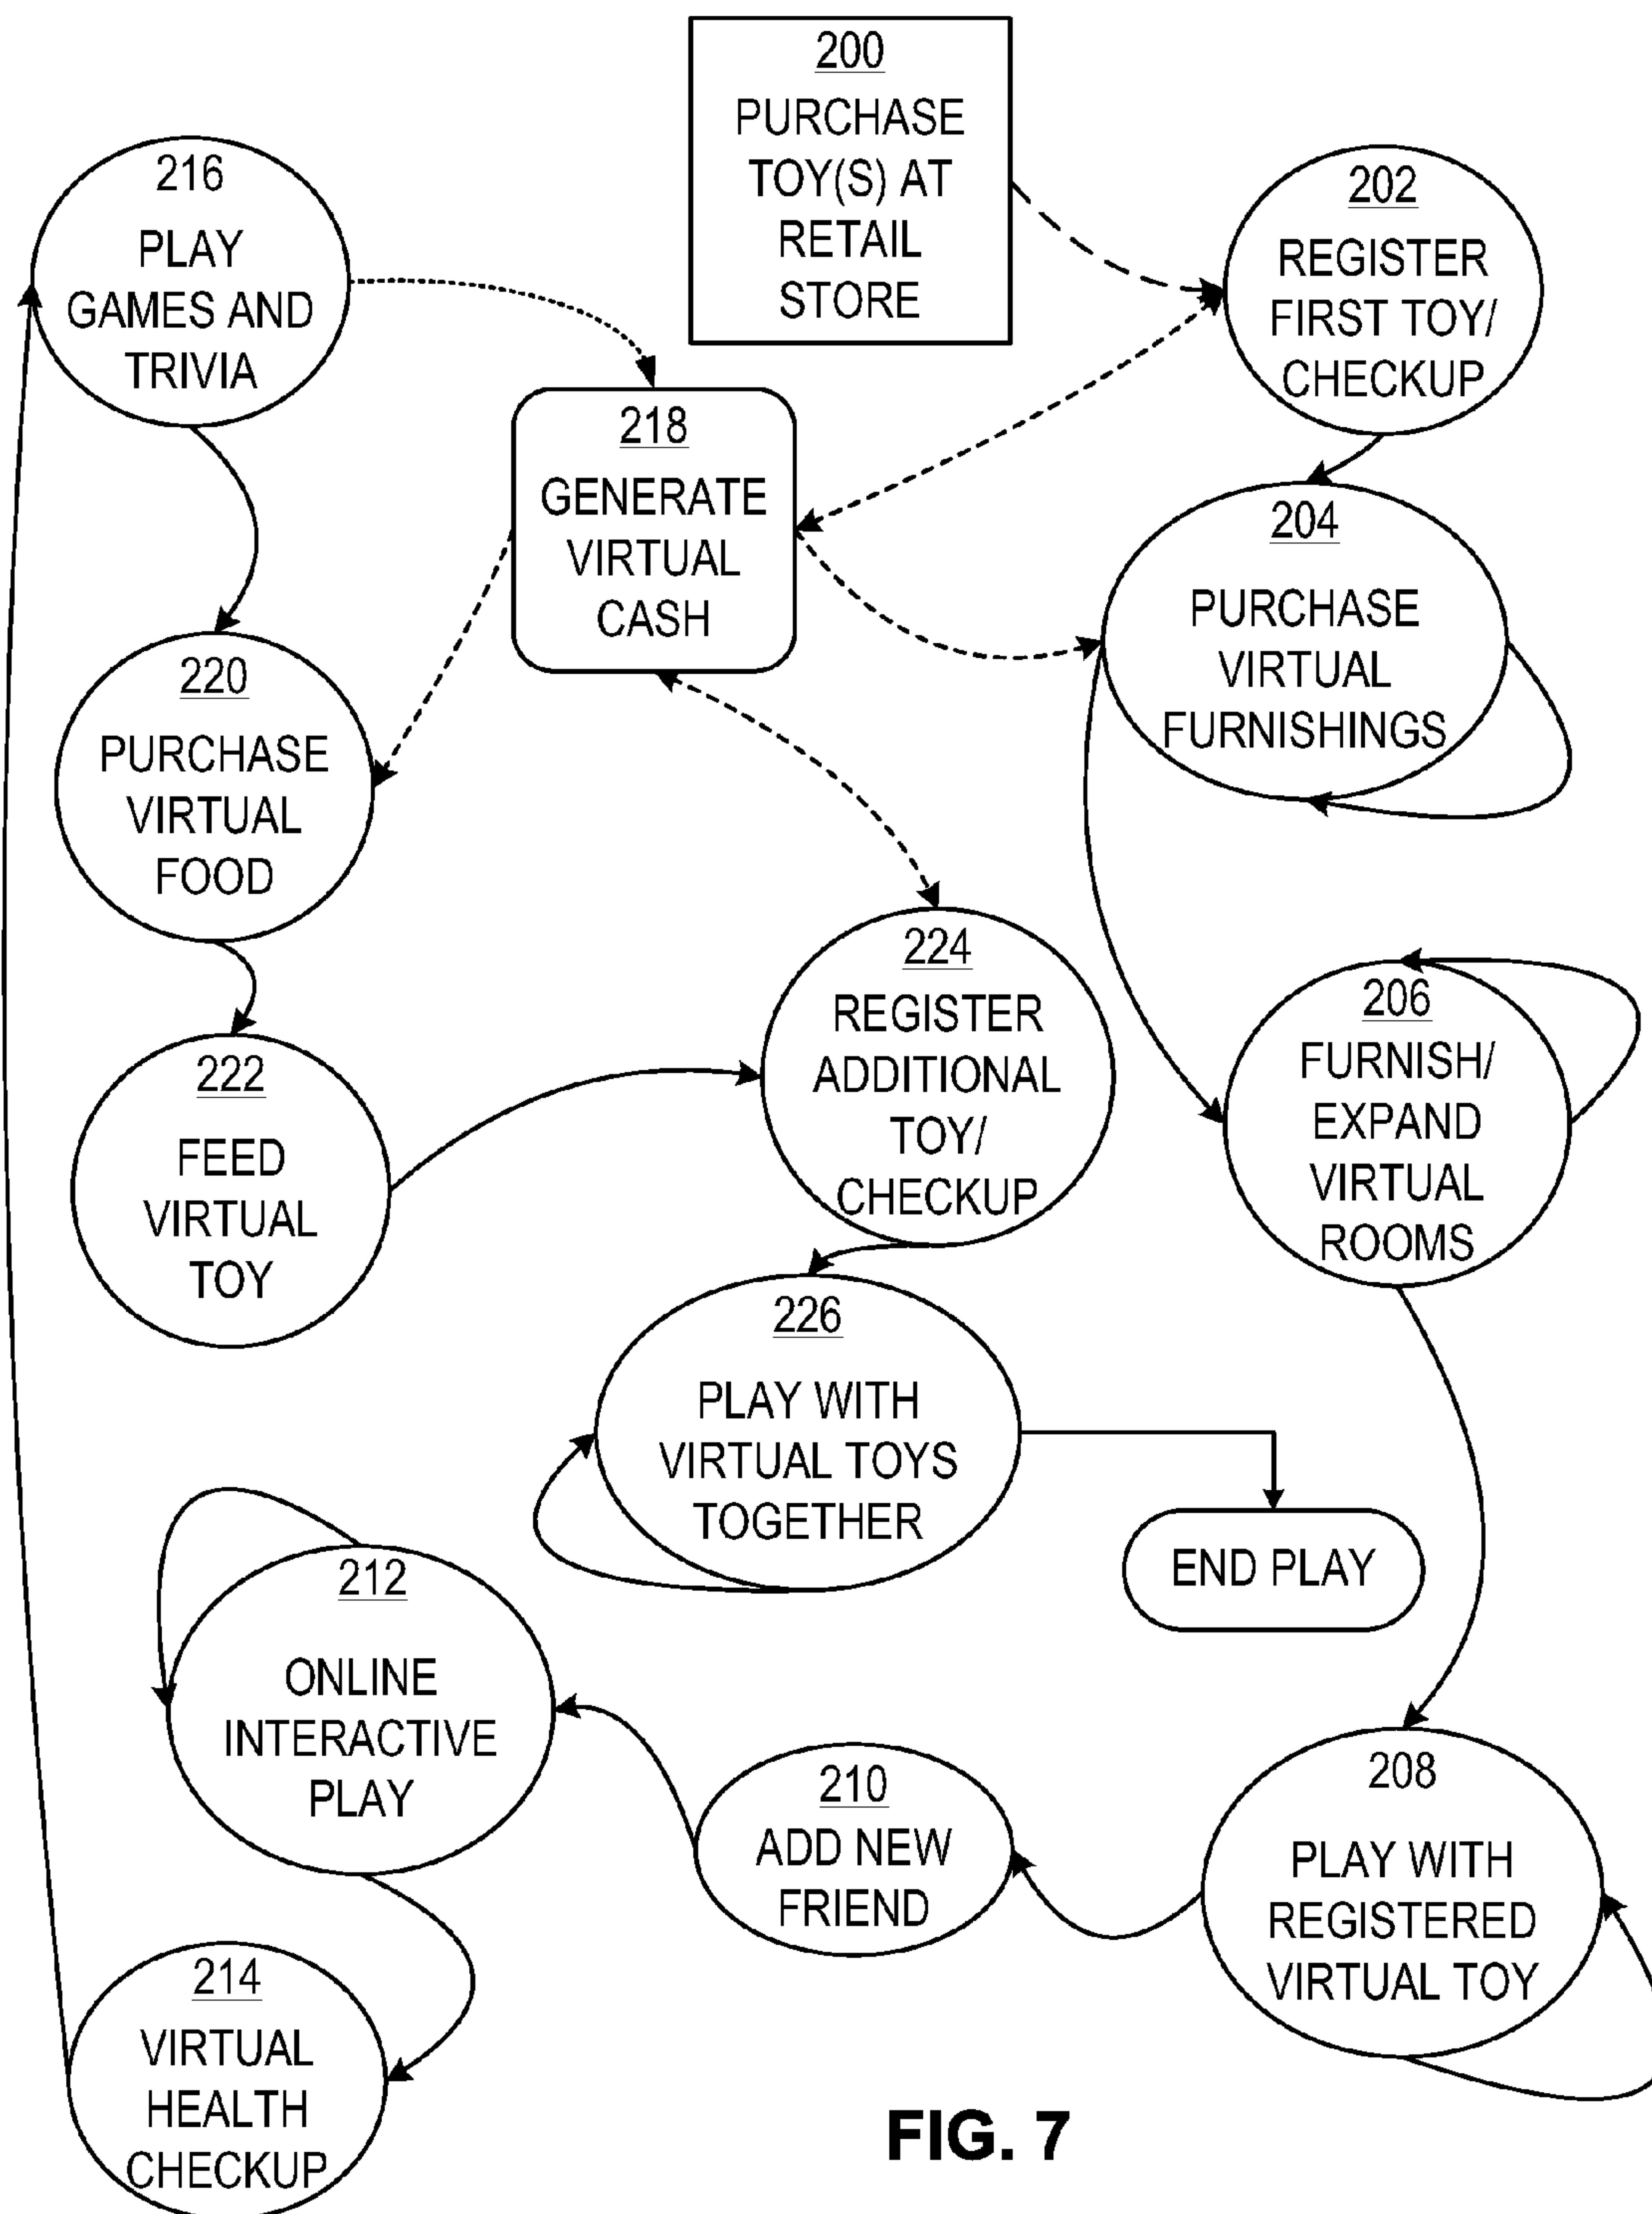 200
PURCHASE
TOY(S) AT
RETAIL
STORE
216
PLAY
GAMES AND
TRIVIA
202
REGISTER
FIRST TOY/
CHECKUP
218
GENERATE
VIRTUAL
CASH
204
PURCHASE
VIRTUAL
FURNISHINGS
220
PURCHASE
VIRTUAL
FOOD
224
REGISTER
ADDITIONAL
TOY/
CHECKUP
206
FURNISH/
EXPAND
VIRTUAL
ROOMS
222
FEED
VIRTUAL
TOY
226
PLAY WITH
VIRTUAL TOYS
TOGETHER
END PLAY
212
ONLINE
INTERACTIVE
PLAY
210
ADD NEW
FRIEND
208
PLAY WITH
REGISTERED
VIRTUAL TOY
214
VIRTUAL
HEALTH
CHECKUP
FIG. 7